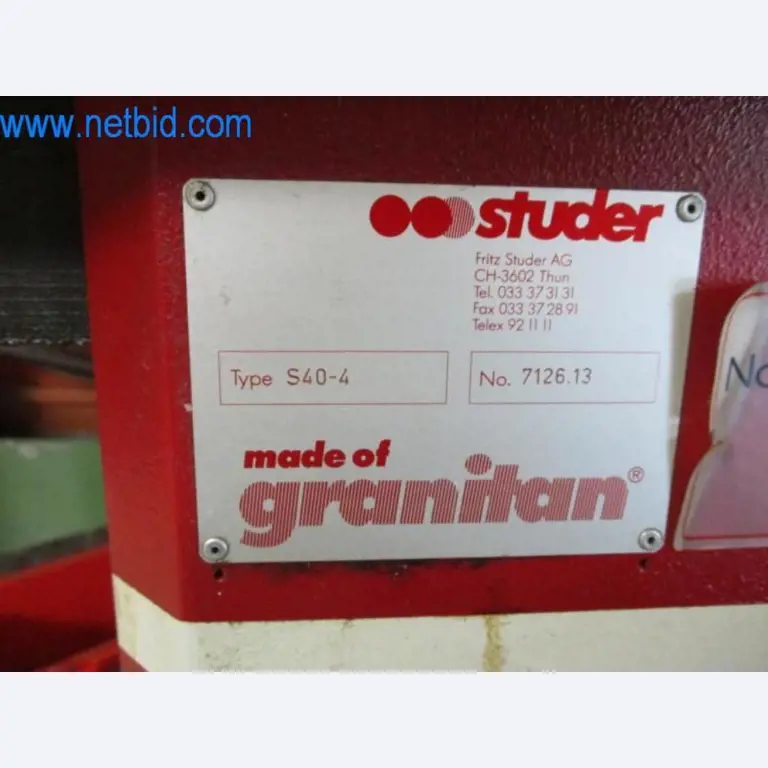 www.netbid.com
studer
Fritz Studer AG
CH-3602 Thun
Tel. 033 37 31 31
Fax 033 37 28 91
Telex 92 11 11
Type S40-4
No. 7126.13
No
made of
granitan®